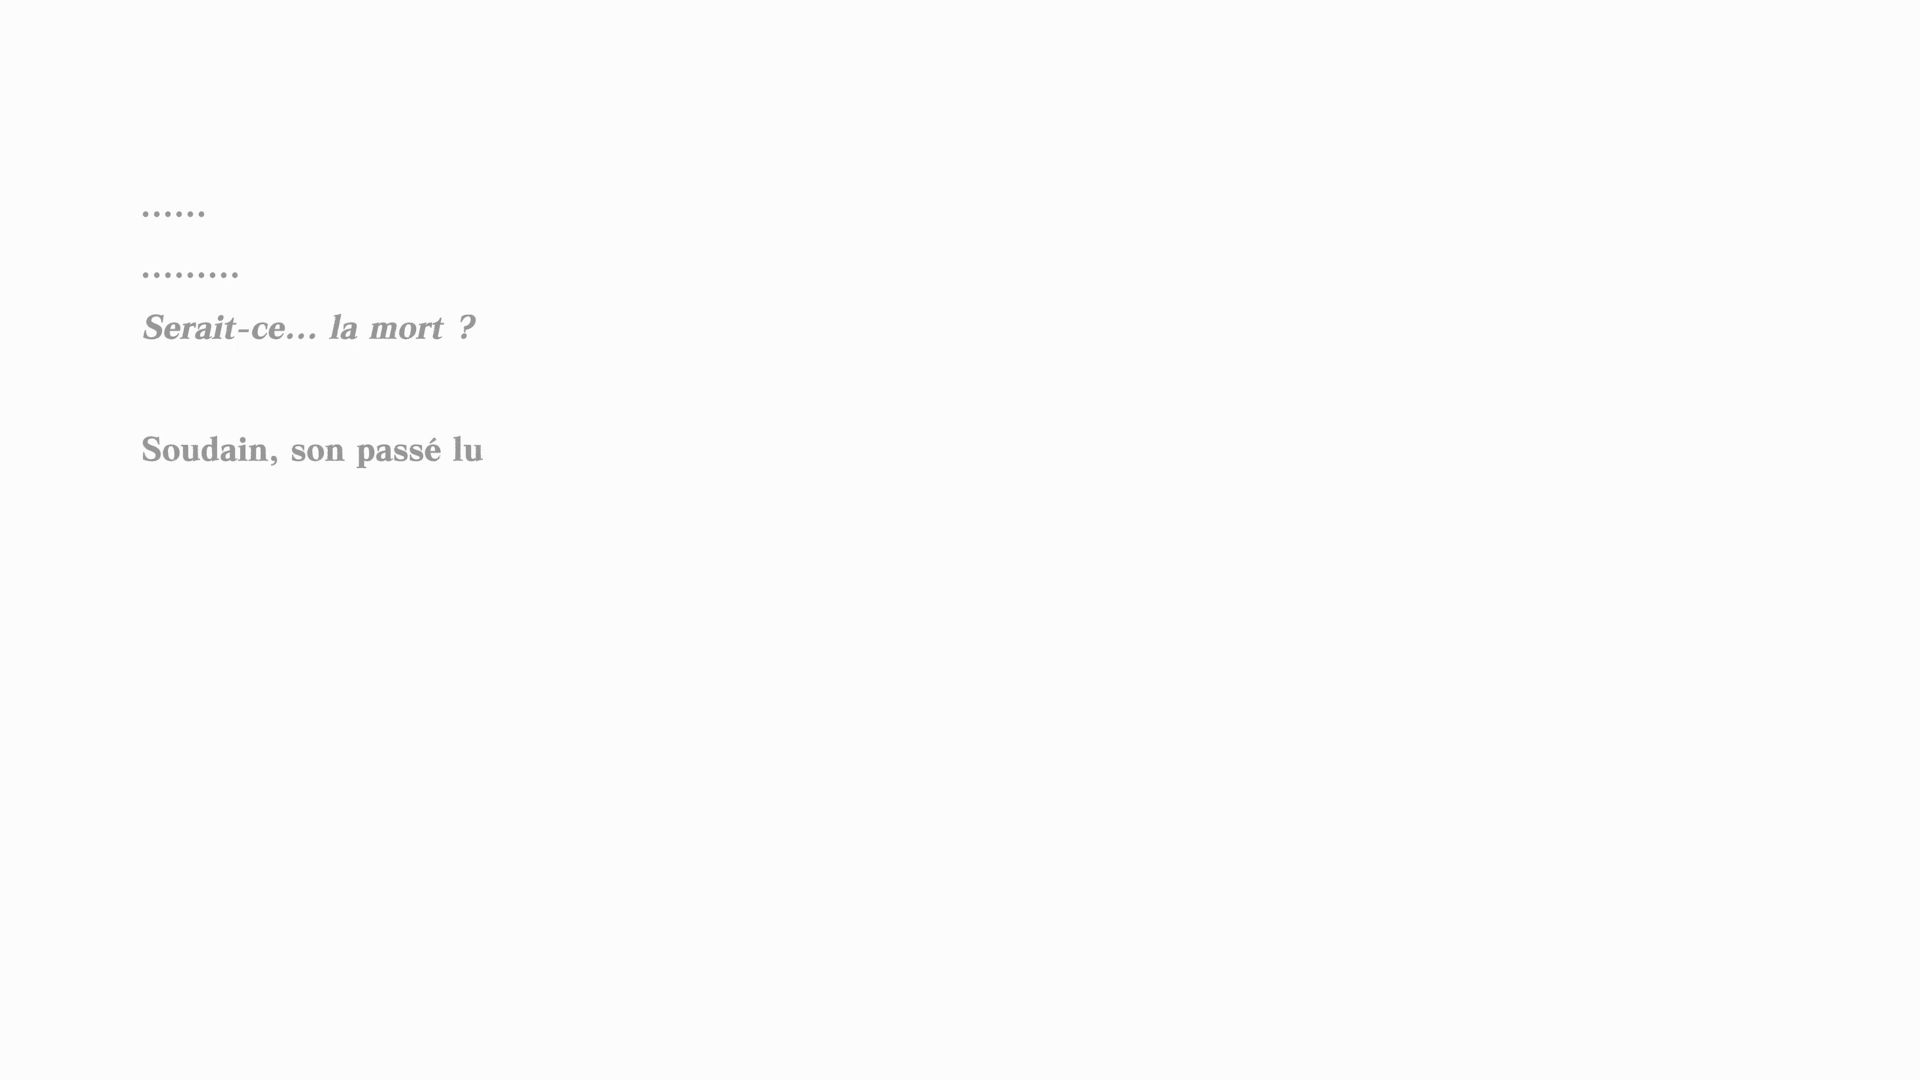 ......
.........
Serait-ce... la mort ?
Soudain, son passé lu